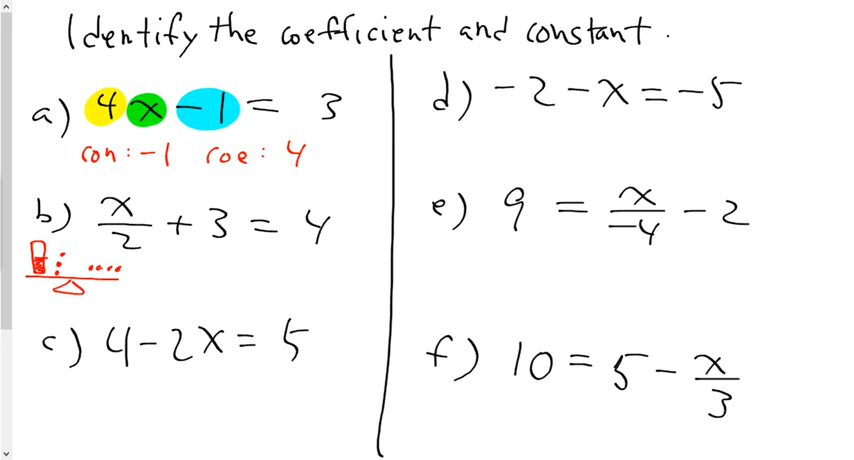 Identify the coefficient and constant.
a) 4x - 1 = 3
con: -1 coe: 4
b) x/2 + 3 = 4
c) 4 - 2x = 5
d) -2 - x = -5
e) 9 = x/-4 - 2
f) 10 = 5 - x/3